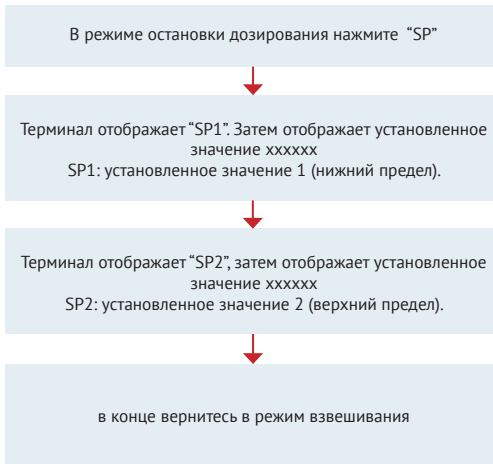 В режиме остановки дозирования нажмите “SP”
Терминал отображает “SP1”. Затем отображает установленное
значение xxxxxx
SP1: установленное значение 1 (нижний предел).
Терминал отображает “SP2”, затем отображает установленное
значение xxxxxx
SP2: установленное значение 2 (верхний предел).
в конце вернитесь в режим взвешивания